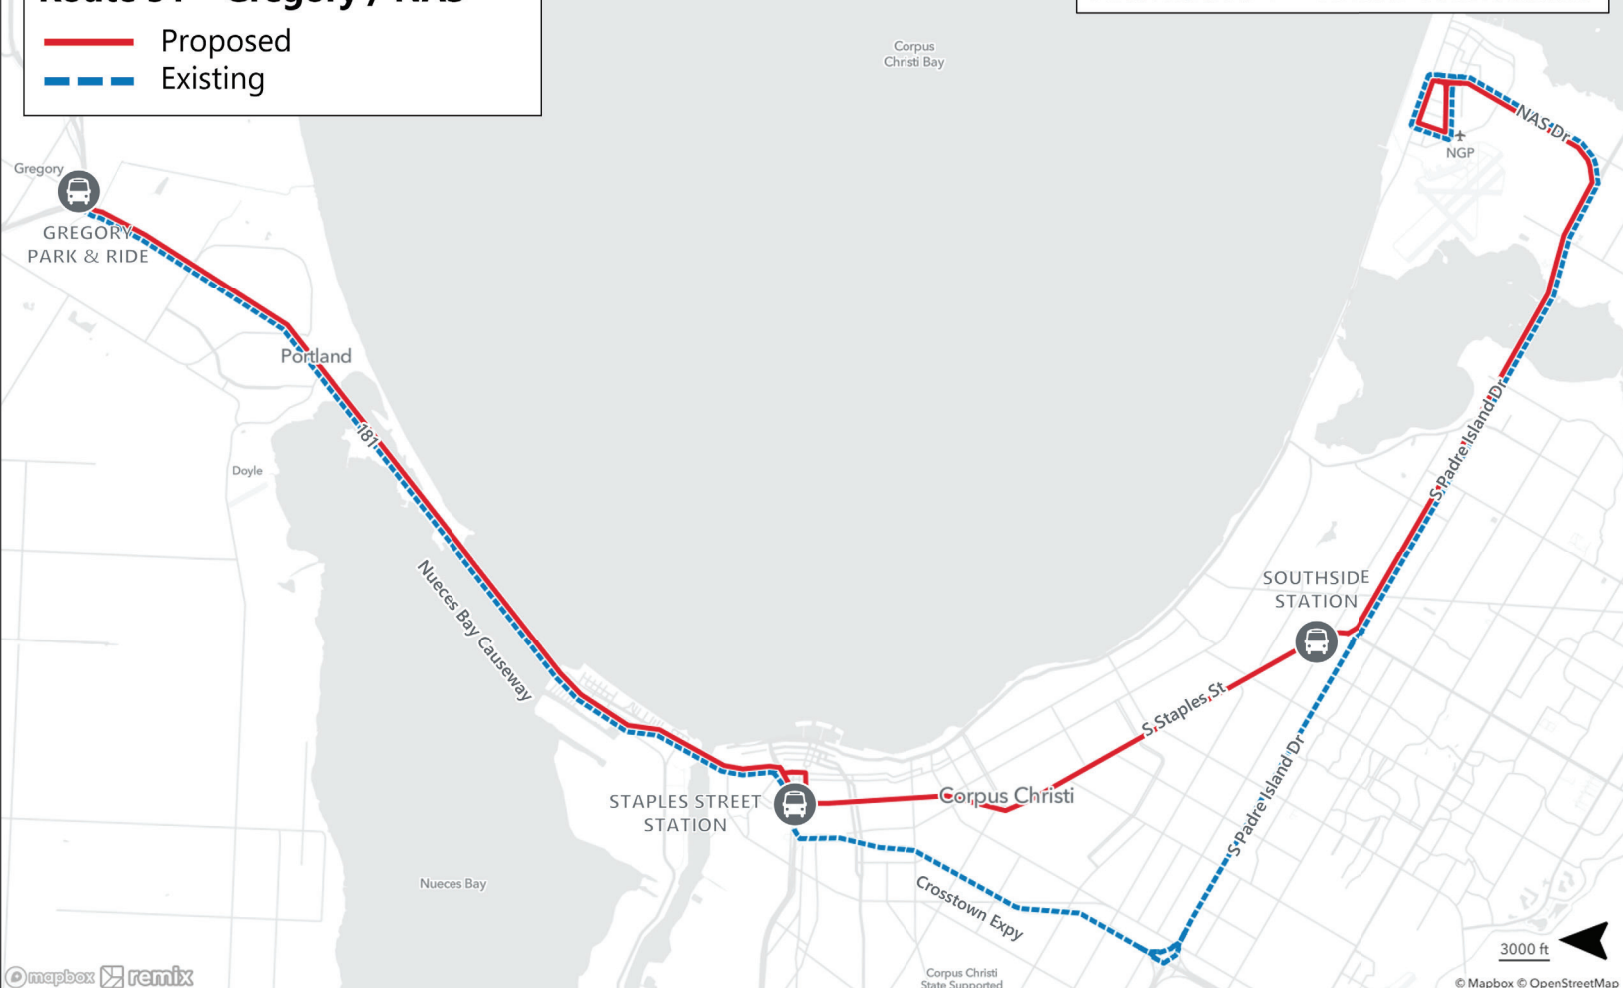 Proposed
Existing
Corpus
Christi Bay
NAS Dr
NGP
Gregory
GREGORY
PARK & RIDE
Portland
181
Doyle
S Padre Island Dr
Nueces Bay Causeway
SOUTHSIDE
STATION
S Staples St
Corpus Christi
STAPLES STREET
STATION
S Padre Island Dr
Nueces Bay
Crosstown Expy
3000 ft
Corpus Christi
State Supported
mapbox remix
© Mapbox © OpenStreetMap